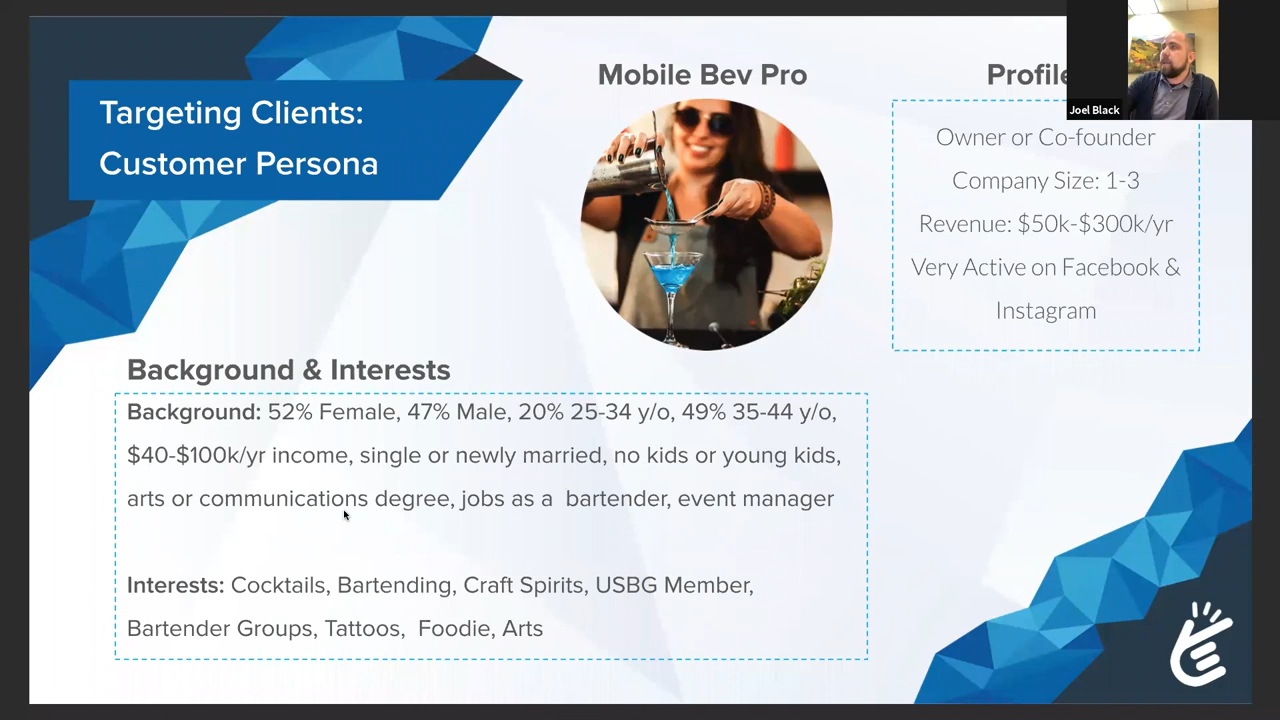 Targeting Clients:
Customer Persona
Mobile Bev Pro
Profile
Joel Black
Owner or Co-founder
Company Size: 1-3
Revenue: $50k-$300k/yr
Very Active on Facebook &
Instagram
Background & Interests
Background: 52% Female, 47% Male, 20% 25-34 y/o, 49% 35-44 y/o,
$40-$100k/yr income, single or newly married, no kids or young kids,
arts or communications degree, jobs as a  bartender, event manager
Interests: Cocktails, Bartending, Craft Spirits, USBG Member,
Bartender Groups, Tattoos,  Foodie, Arts